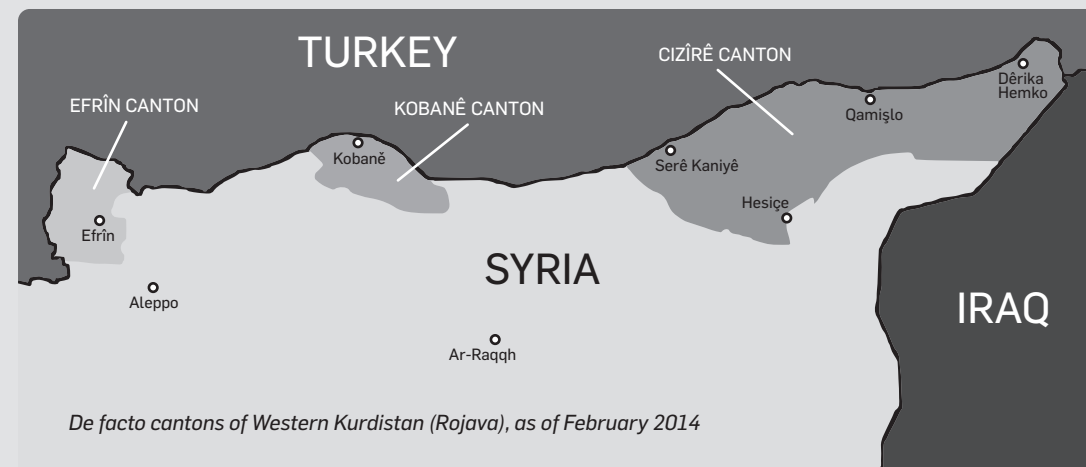 TURKEY
CIZÎRÊ CANTON
EFRÎN CANTON
KOBANÊ CANTON
Dêrika
Hemko
Qamişlo
Kobanê
Serê Kaniyê
Hesiçe
Efrîn
SYRIA
Aleppo
IRAQ
Ar-Raqqh
De facto cantons of Western Kurdistan (Rojava), as of February 2014